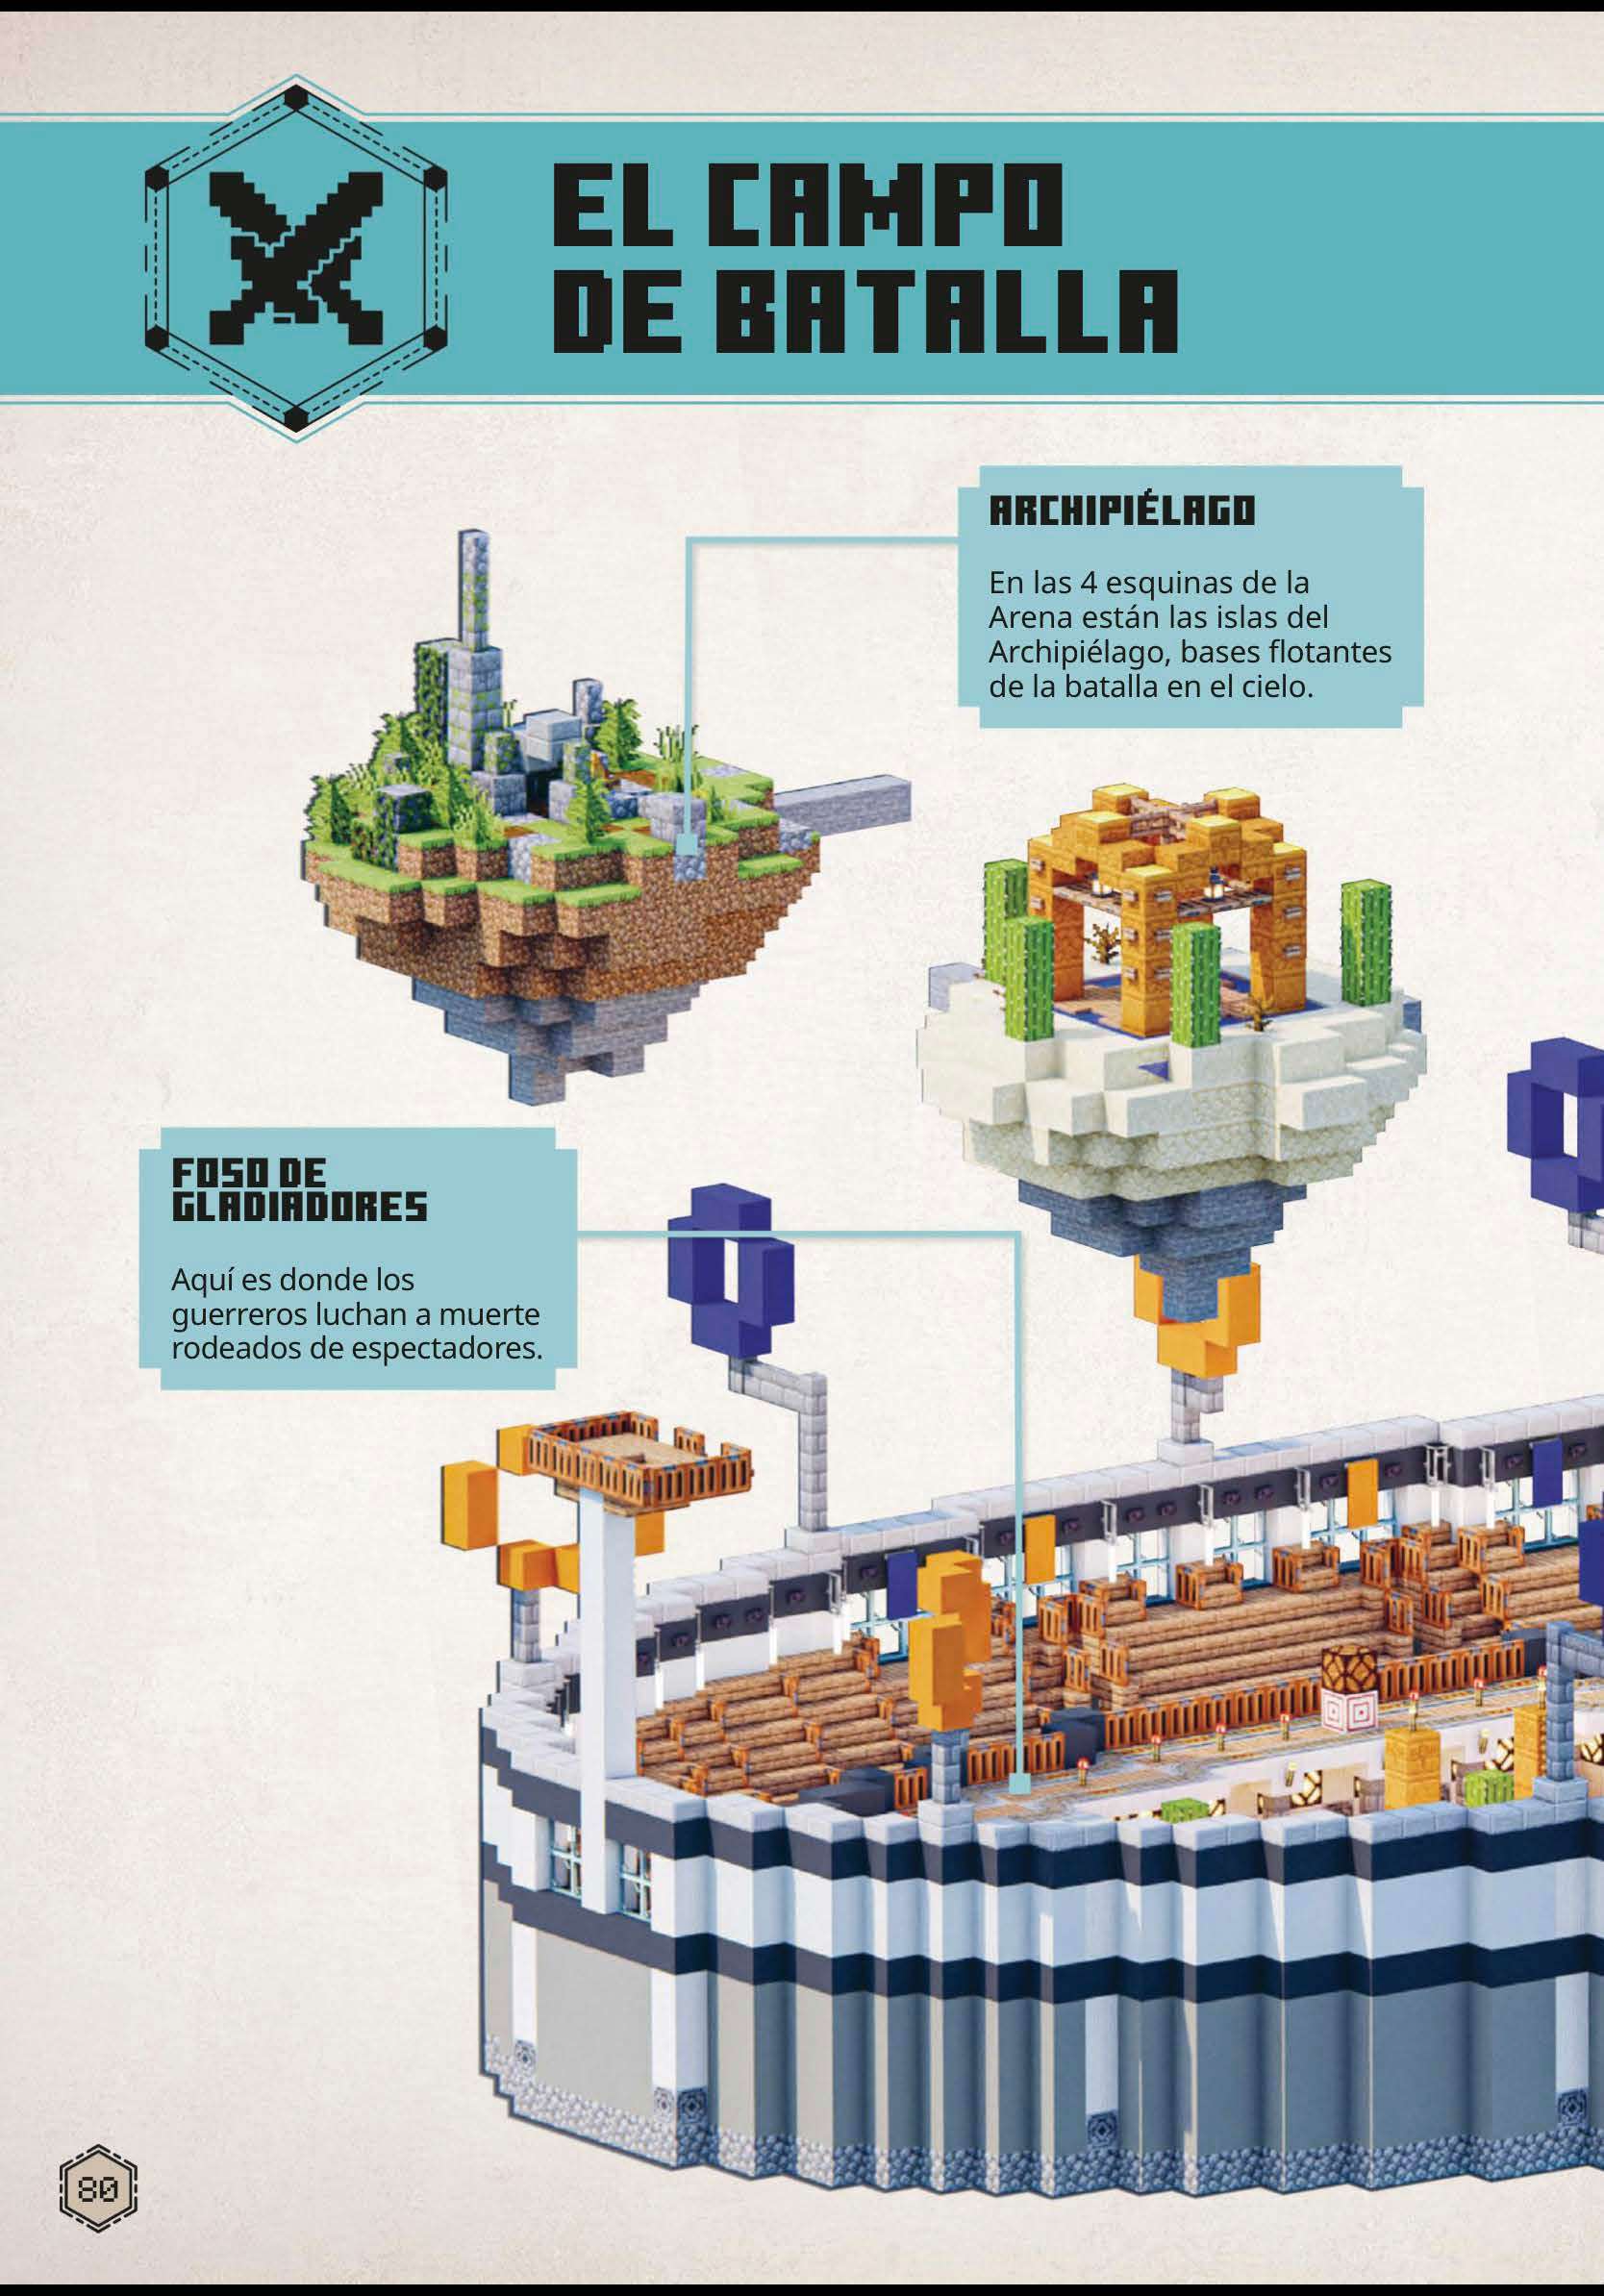 EL CAMPO
DE BATALLA
ARCHIPIÉLAGO
En las 4 esquinas de la
Arena están las islas del
Archipiélago, bases flotantes
de la batalla en el cielo.
FOSO DE
GLADIADORES
Aquí es donde los
guerreros luchan a muerte
rodeados de espectadores.
80